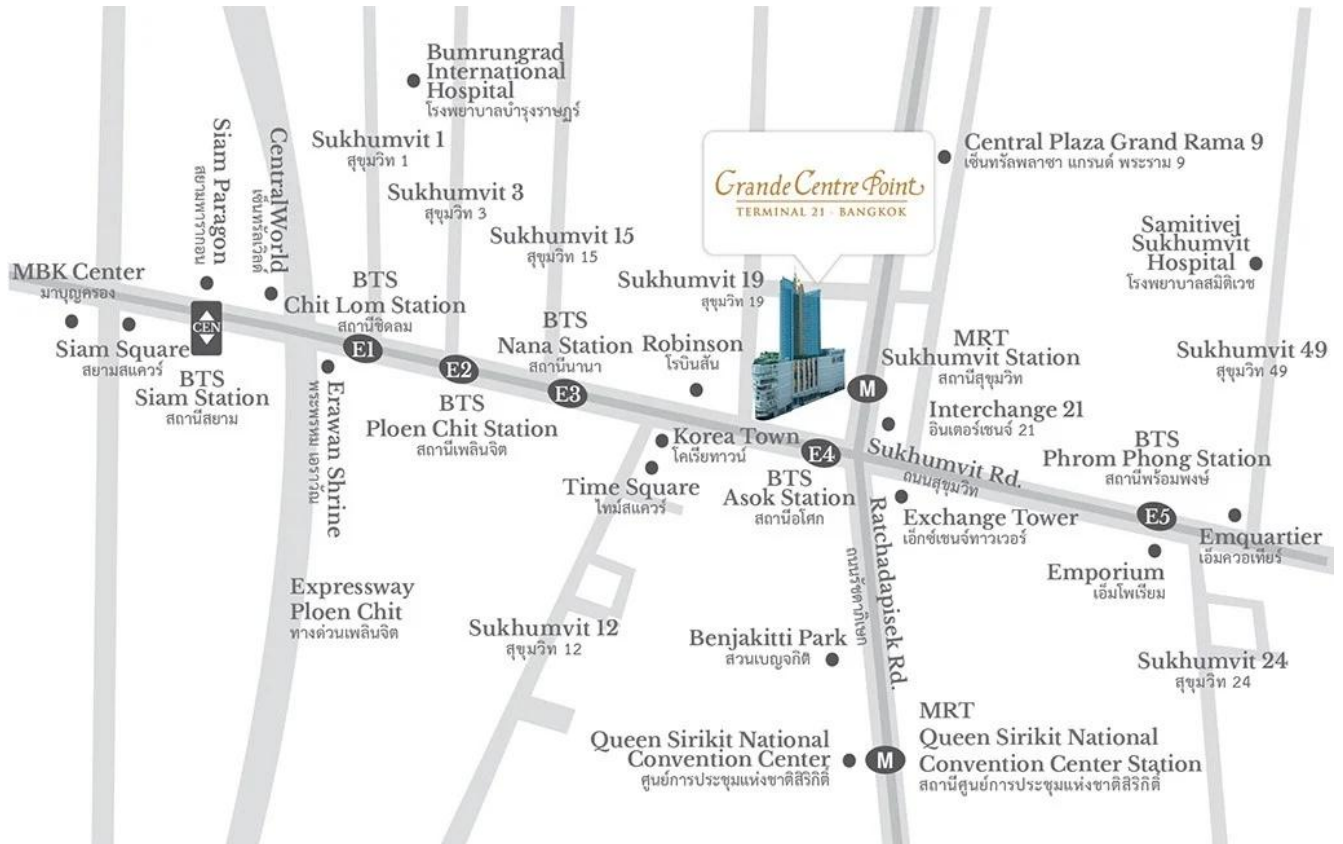 Bumrungrad
International
Hospital
โรงพยาบาลบำรุงราษฎร์
Siam Paragon
สยามพารากอน
CentralWorld
เซ็นทรัลเวิลด์
Sukhumvit 1
สุขุมวิท 1
Sukhumvit 3
สุขุมวิท 3
Sukhumvit 15
สุขุมวิท 15
Sukhumvit 19
สุขุมวิท 19
Grande Centre Point
TERMINAL 21 · BANGKOK
Central Plaza Grand Rama 9
เซ็นทรัลพลาซา แกรนด์ พระราม 9
Samitivej
Sukhumvit
Hospital
โรงพยาบาลสมิติเวช
MBK Center
มาบุญครอง
Siam Square
สยามสแควร์
CEN
BTS
Siam Station
สถานีสยาม
BTS
Chit Lom Station
สถานีชิดลม
E1
Erawan Shrine
พระพรหม เอราวัณ
E2
BTS
Ploen Chit Station
สถานีเพลินจิต
BTS
Nana Station
สถานีนานา
E3
Robinson
โรบินสัน
MRT
Sukhumvit Station
สถานีสุขุมวิท
M
Interchange 21
อินเตอร์เชนจ์ 21
Sukhumvit 49
สุขุมวิท 49
Korea Town
โคเรียทาวน์
Time Square
ไทม์สแควร์
E4
BTS
Asok Station
สถานีอโศก
Sukhumvit Rd.
ถนนสุขุมวิท
Exchange Tower
เอ็กซ์เชนจ์ทาวเวอร์
BTS
Phrom Phong Station
สถานีพร้อมพงษ์
E5
Emquartier
เอ็มควอเทียร์
Emporium
เอ็มโพเรียม
Expressway
Ploen Chit
ทางด่วนเพลินจิต
Sukhumvit 12
สุขุมวิท 12
Ratchadapisek Rd.
ถนนรัชดาภิเษก
Benjakitti Park
สวนเบญจกิติ
Sukhumvit 24
สุขุมวิท 24
Queen Sirikit National
Convention Center
ศูนย์การประชุมแห่งชาติสิริกิติ์
M
MRT
Queen Sirikit National
Convention Center Station
สถานีศูนย์การประชุมแห่งชาติสิริกิติ์